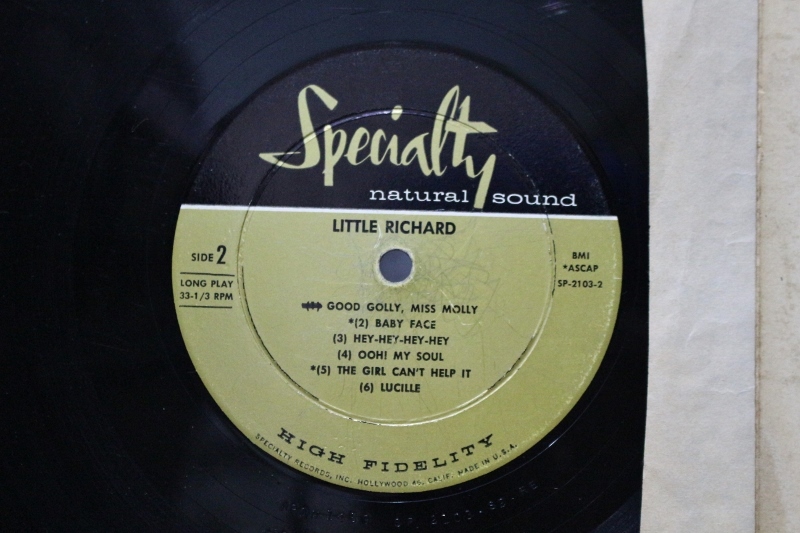 Specialty
natural sound
LITTLE RICHARD
SIDE 2
LONG PLAY
33-1/3 RPM
BMI
*ASCAP
SP-2103-2
GOOD GOLLY, MISS MOLLY
*(2) BABY FACE
(3) HEY-HEY-HEY-HEY
(4) OOH! MY SOUL
*(5) THE GIRL CAN'T HELP IT
(6) LUCILLE
HIGH FIDELITY
SPECIALTY RECORDS, INC. HOLLYWOOD 46, CALIF. MADE IN U.S.A.